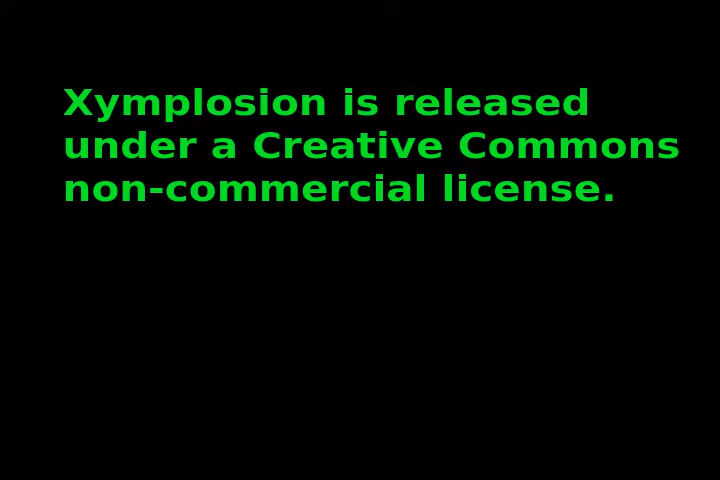 Xymplosion is released
under a Creative Commons
non-commercial license.